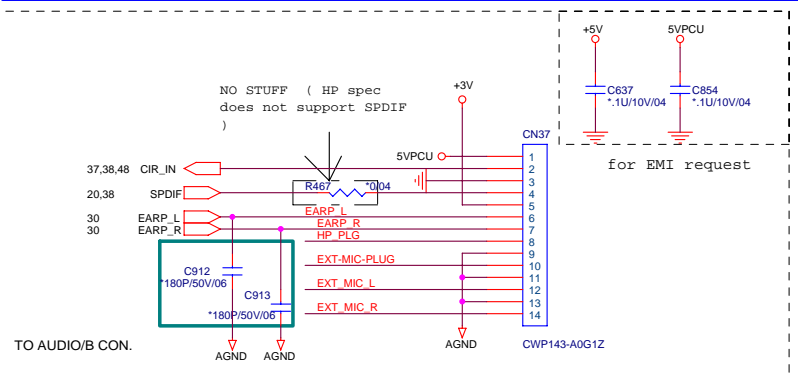 +5V 5VPCU
C637 C854
*.1U/10V/04 *.1U/10V/04
for EMI request
NO STUFF ( HP spec
does not support SPDIF
)
+3V
CN37
37,38,48 CIR_IN
5VPCU
20,38 SPDIF
R467 *0/04
30 EARP_L
30 EARP_R
EARP_L
EARP_R
HP_PLG
EXT-MIC-PLUG
EXT_MIC_L
EXT_MIC_R
1
2
3
4
5
6
7
8
9
10
11
12
13
14
C912
*180P/50V/06
C913
*180P/50V/06
AGND AGND AGND
CWP143-A0G1Z
TO AUDIO/B CON.